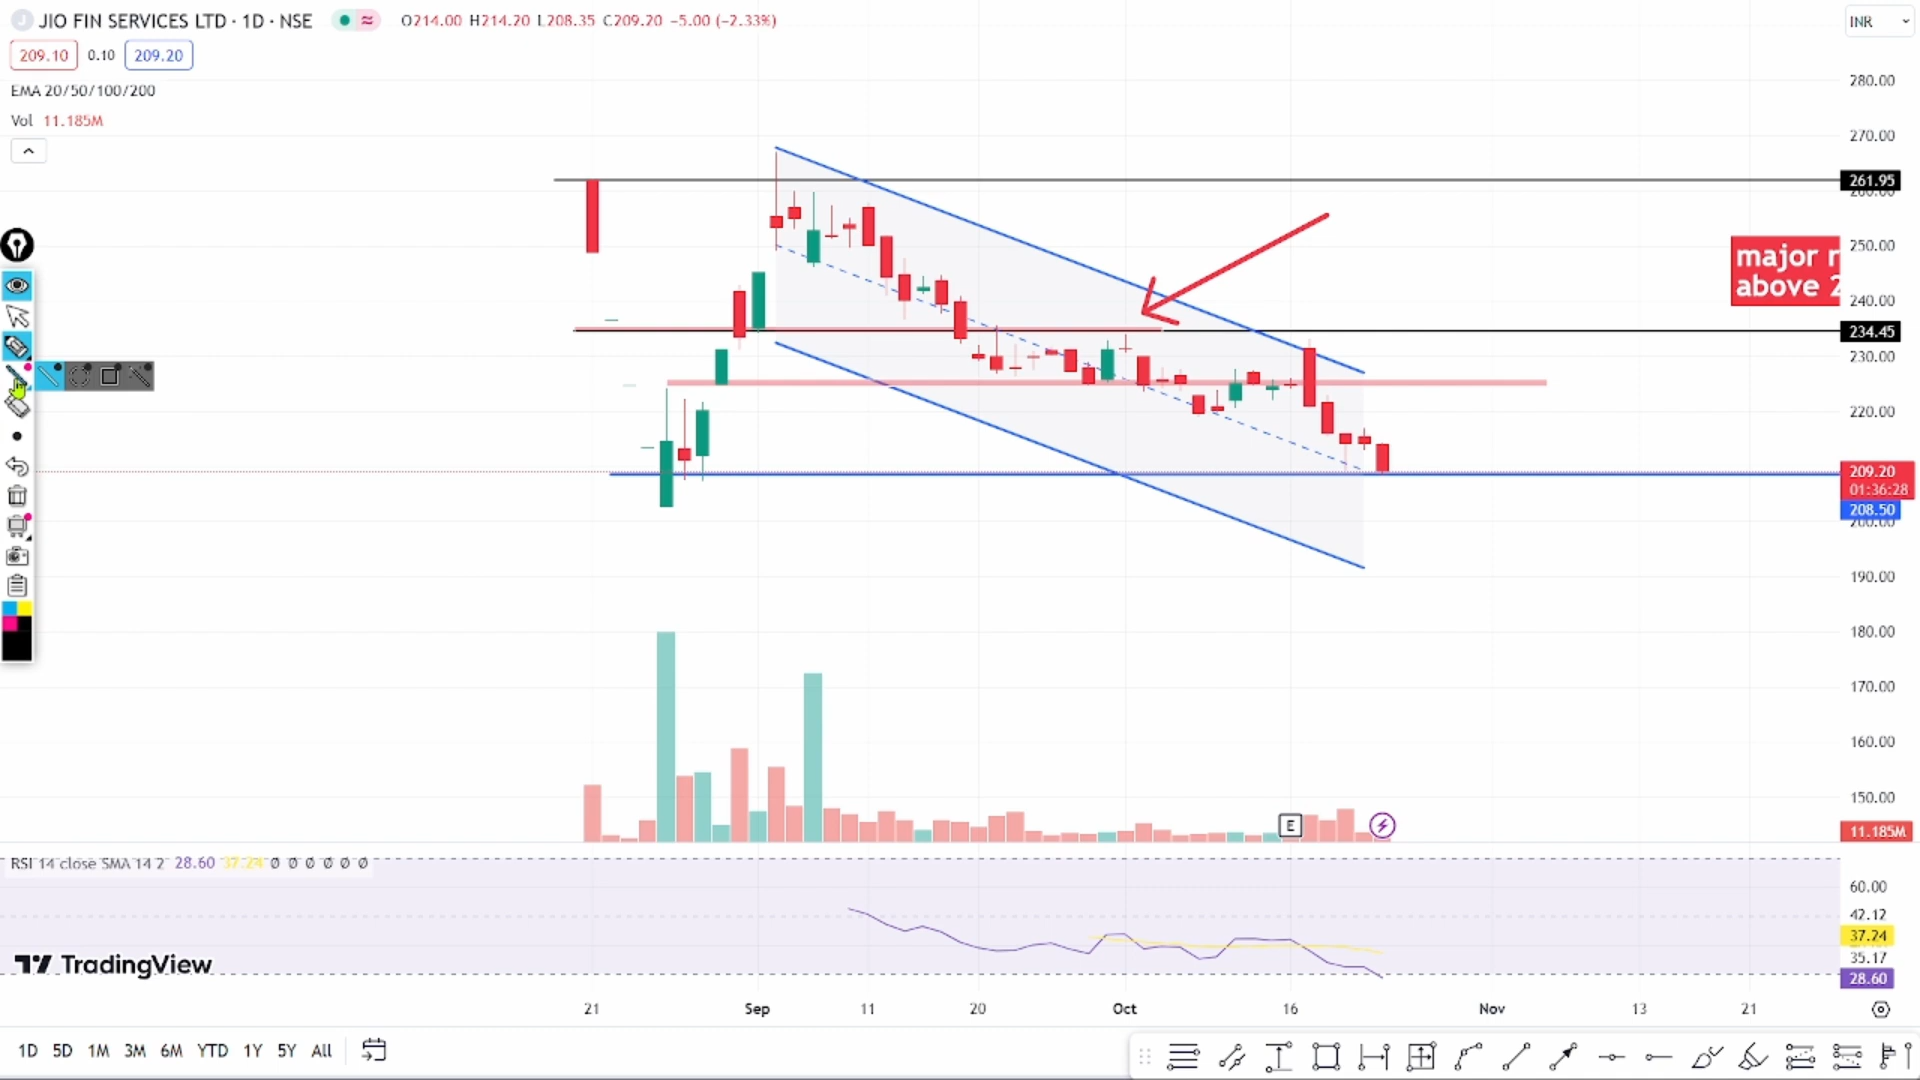 JIO FIN SERVICES LTD · 1D · NSE
O214.00 H214.20 L208.35 C209.20 −5.00 (−2.33%)
INR
209.10 0.10 209.20
EMA 20/50/100/200
Vol 11.185M
280.00
270.00
261.95
250.00
major
above
240.00
234.45
230.00
220.00
209.20
01:36:28
208.50
200.00
190.00
180.00
170.00
160.00
150.00
E
11.185M
RSI 14 close SMA 14 2 28.60 37.24 Ø Ø Ø Ø Ø Ø
60.00
42.12
37.24
35.17
28.60
TradingView
21 Sep 11 20 Oct 16 Nov 13 21
1D 5D 1M 3M 6M YTD 1Y 5Y All